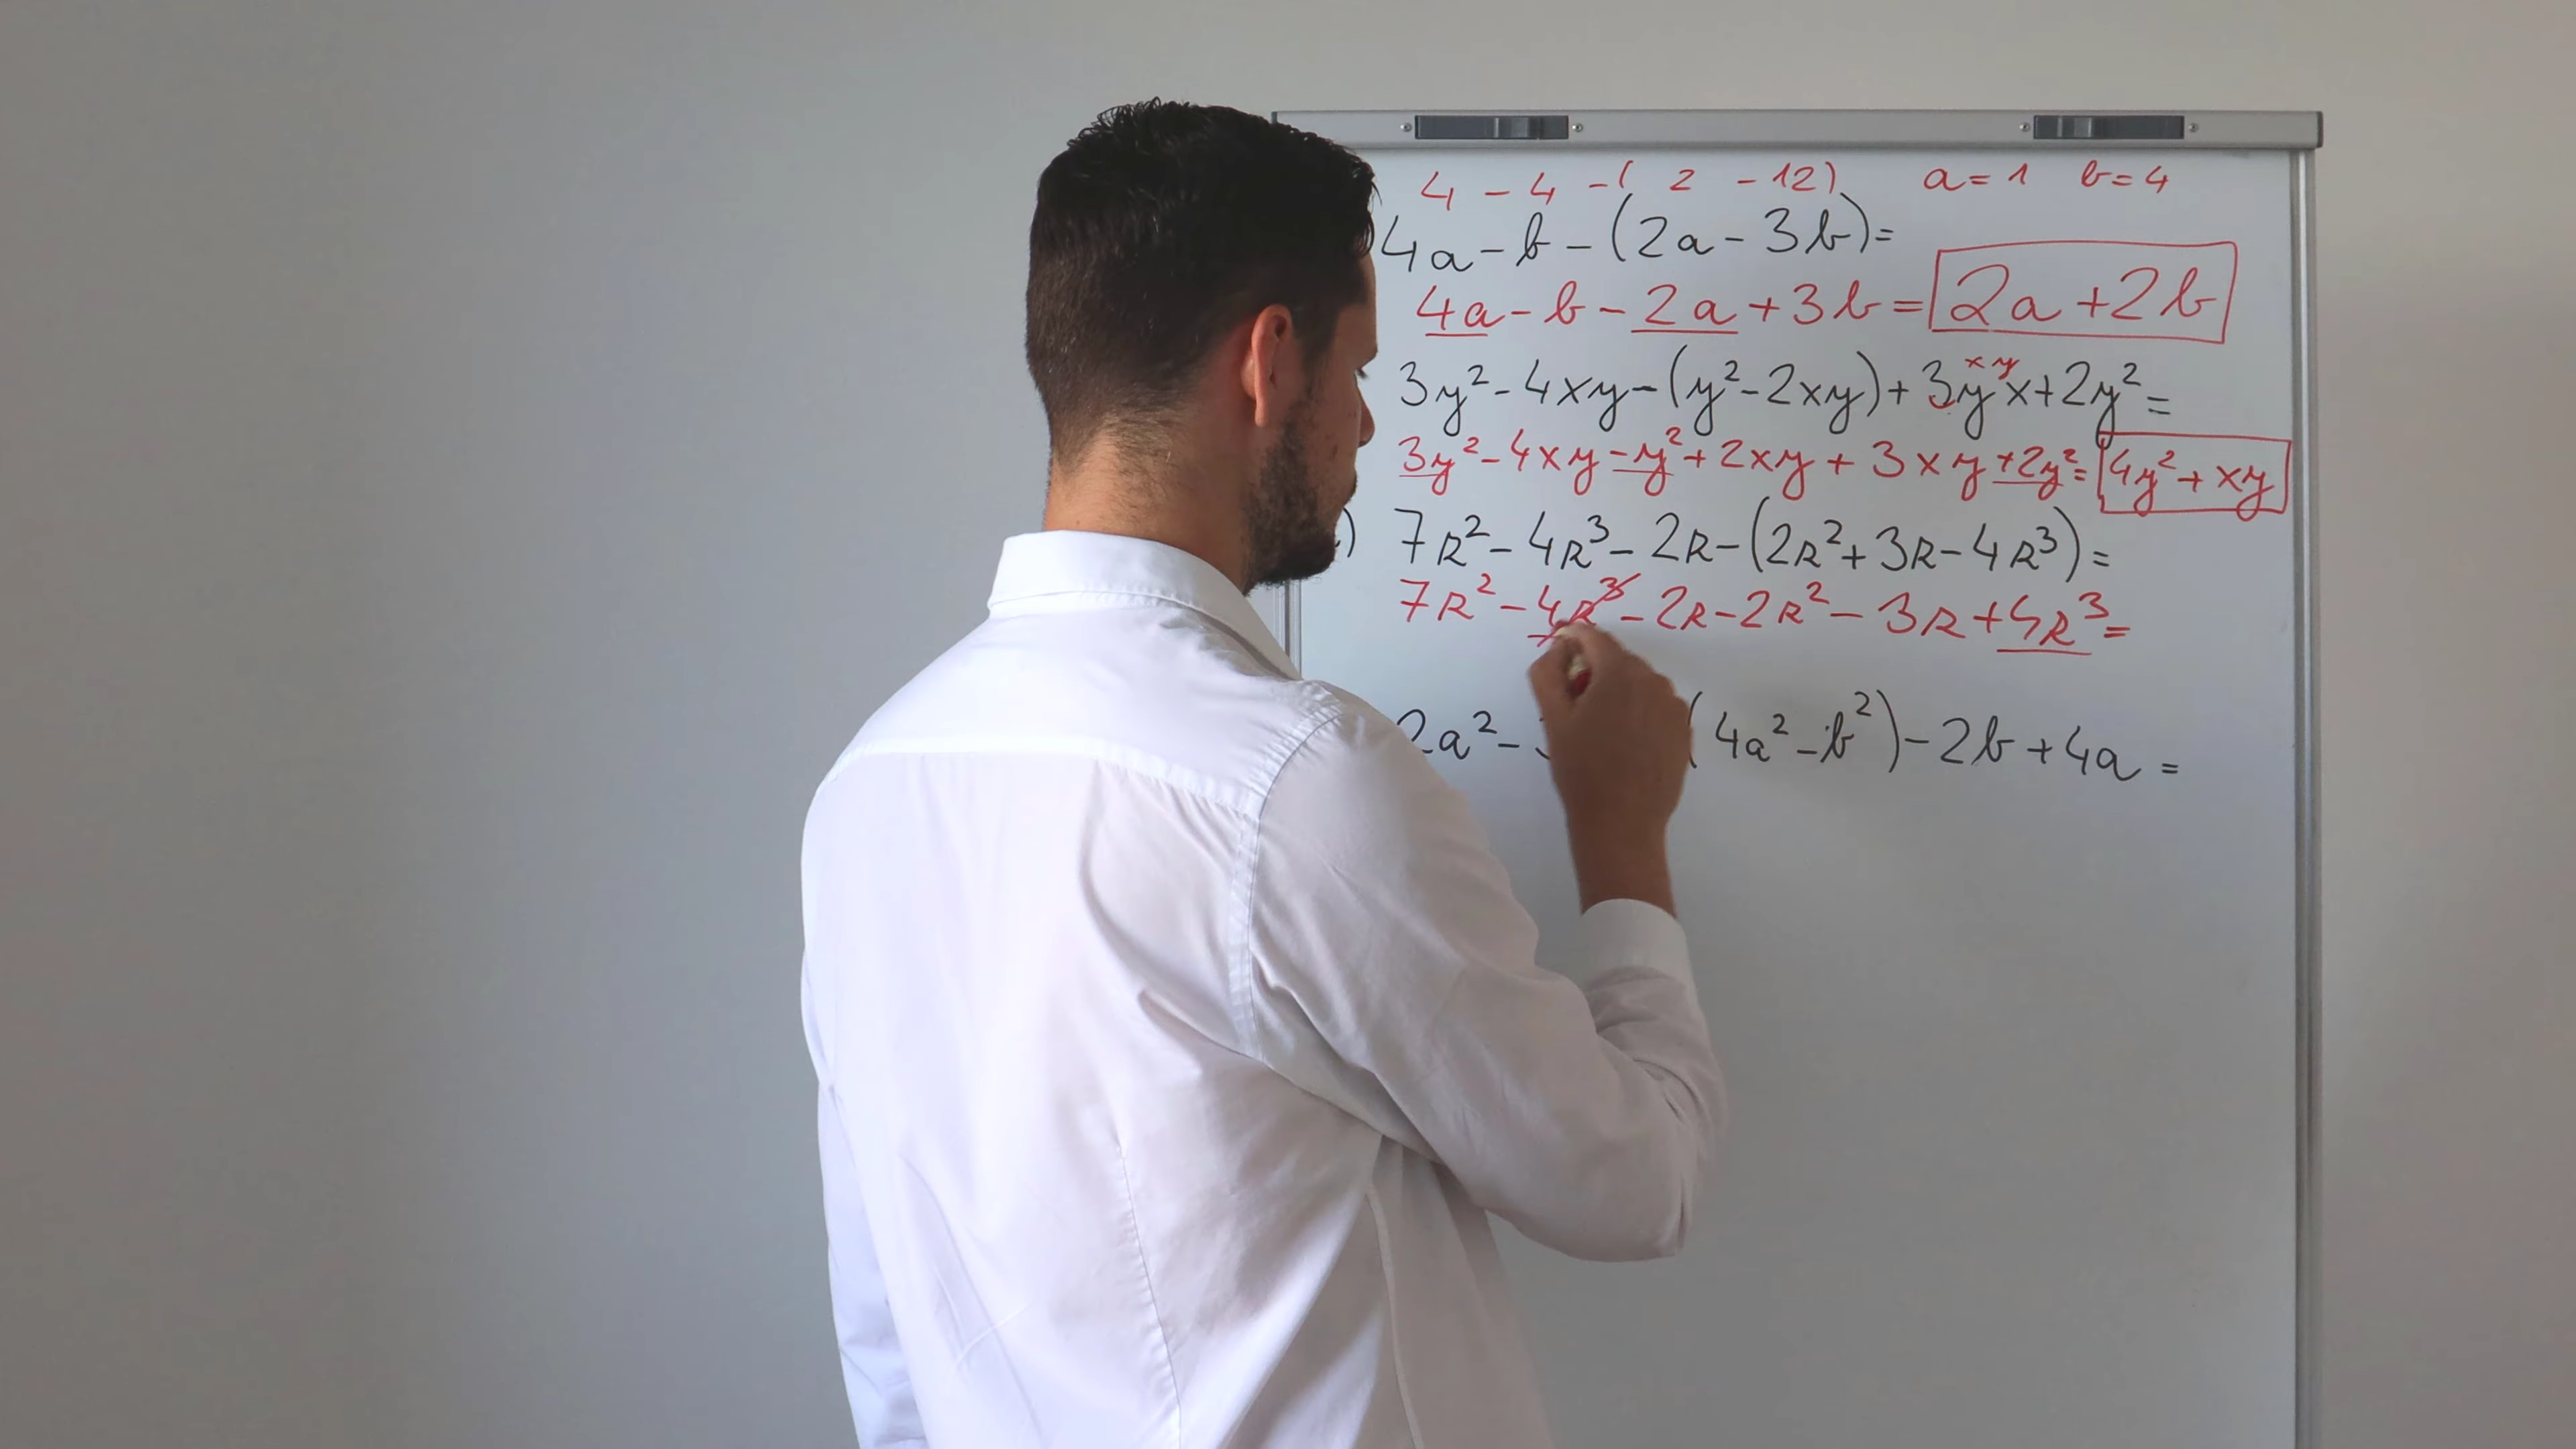 4 - 4 -( 2 - 12) a = 1 b = 4
4a - b - (2a - 3b) =
4a - b - 2a + 3b = 2a + 2b
xy
3y² - 4xy - (y² - 2xy) + 3yx + 2y² =
3y² - 4xy - y² + 2xy + 3xy + 2y² = 4y² + xy
) 7R² - 4R³ - 2R - (2R² + 3R - 4R³) =
7R² - 4R³ - 2R - 2R² - 3R + 4R³ =
2a² - (4a² - b²) - 2b + 4a =